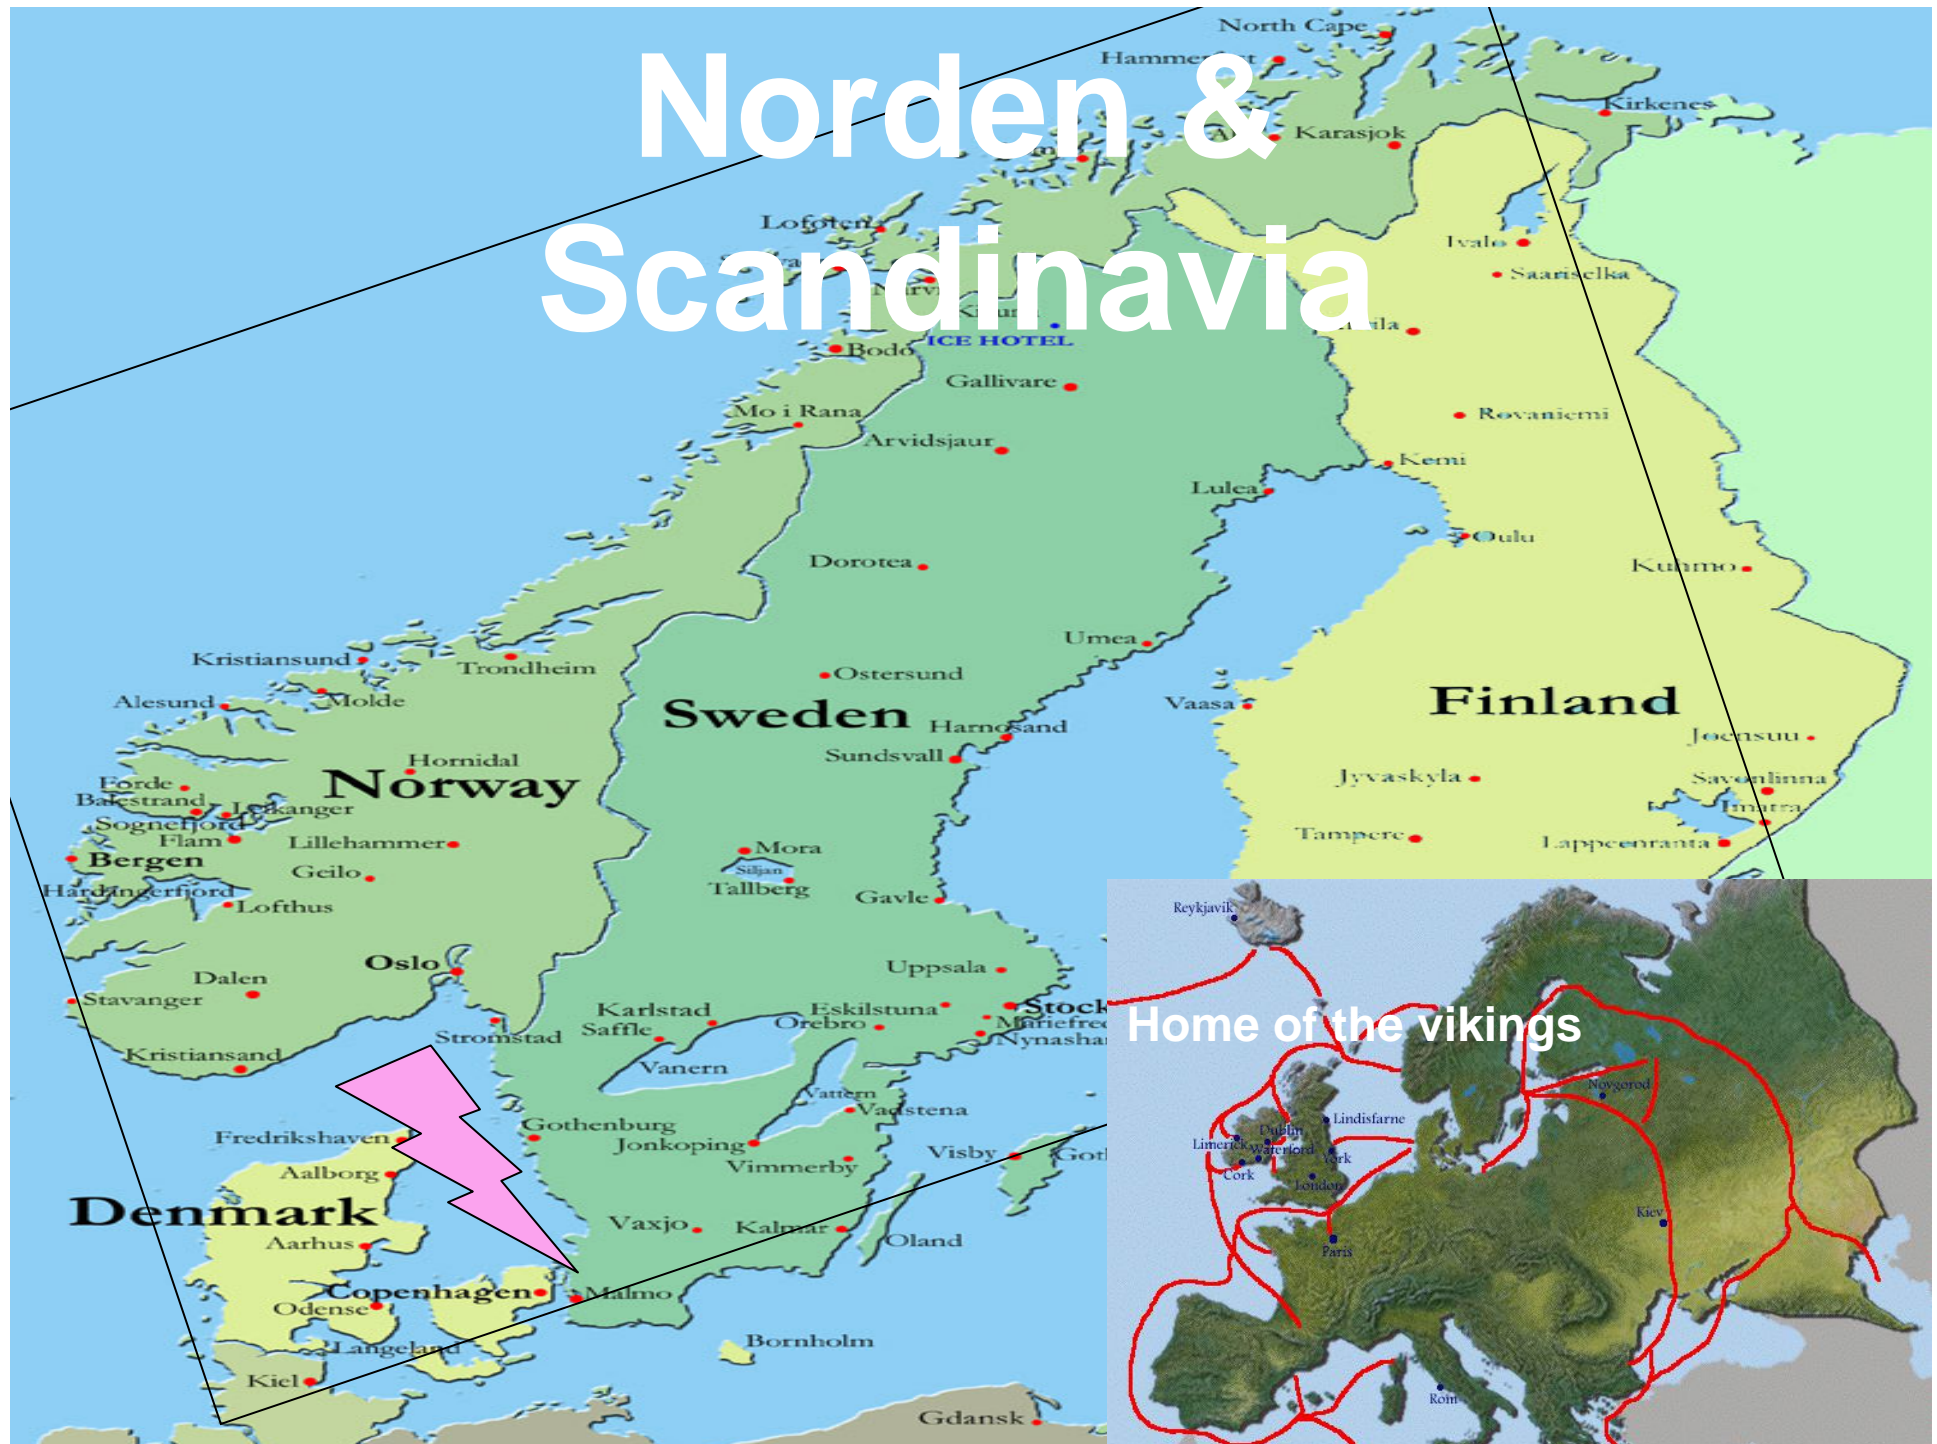 Norden &
Scandinavia
North Cape
Karasjok
Kirkenes
Lofoten
Ivalo
Saariselka
ICE HOTEL
Bodo
Gallivare
Mo i Rana
Rovaniemi
Arvidsjaur
Kemi
Lulea
Oulu
Dorotea
Kuhmo
Umea
Kristiansund
Trondheim
Ostersund
Alesund
Molde
Vaasa
Finland
Sweden
Harnosand
Joensuu
Sundsvall
Hornidal
Norway
Jyvaskyla
Savonlinna
Forde
Balestrand
Leikanger
Imatra
Sognefjord
Flam
Lillehammer
Tampere
Lappeenranta
Mora
Bergen
Siljan
Geilo
Tallberg
Hardangerfjord
Gavle
Lofthus
Reykjavik
Oslo
Uppsala
Dalen
Stavanger
Karlstad
Eskilstuna
Stock
Saffle
Orebro
Mariefred
Home of the vikings
Stromstad
Nynasha
Kristiansand
Vanern
Novgorod
Vattern
Vadstena
Lindisfarne
Gothenburg
Fredrikshaven
Jonkoping
Dublin
Limerick
Waterford
York
Visby
Gotl
Aalborg
Vimmerby
Cork
London
Denmark
Vaxjo
Kalmar
Kiev
Aarhus
Oland
Paris
Copenhagen
Malmo
Odense
Langeland
Bornholm
Kiel
Rom
Gdansk